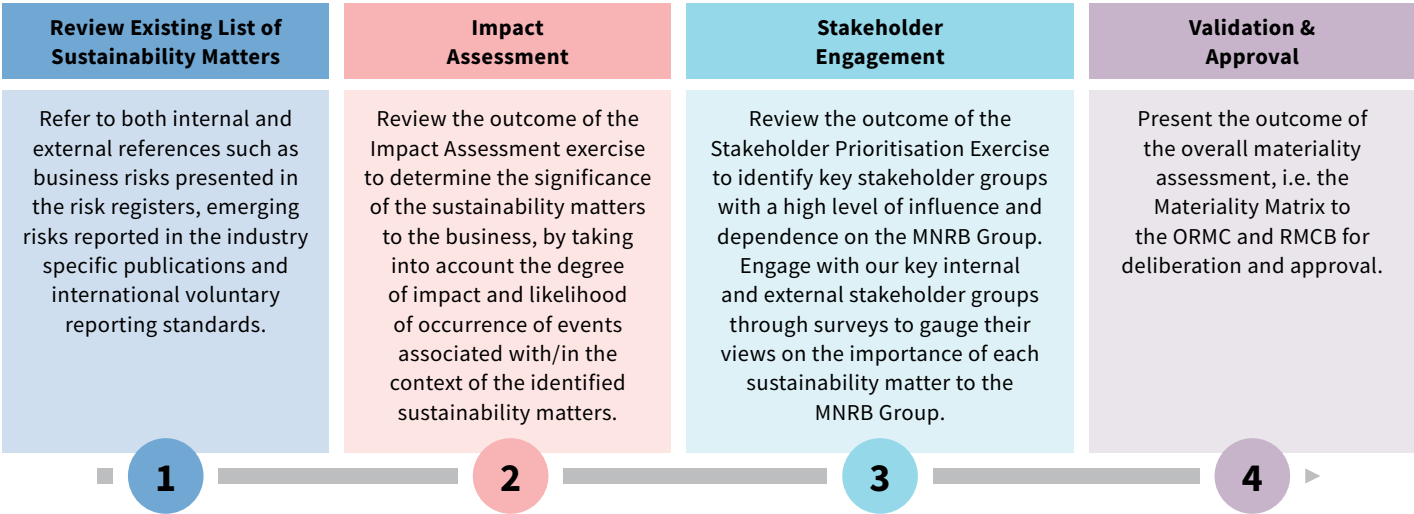 Review Existing List of
Sustainability Matters
Refer to both internal and
external references such as
business risks presented in
the risk registers, emerging
risks reported in the industry
specific publications and
international voluntary
reporting standards.
1
Impact
Assessment
Review the outcome of the
Impact Assessment exercise
to determine the significance
of the sustainability matters
to the business, by taking
into account the degree
of impact and likelihood
of occurrence of events
associated with/in the
context of the identified
sustainability matters.
2
Stakeholder
Engagement
Review the outcome of the
Stakeholder Prioritisation Exercise
to identify key stakeholder groups
with a high level of influence and
dependence on the MNRB Group.
Engage with our key internal
and external stakeholder groups
through surveys to gauge their
views on the importance of each
sustainability matter to the
MNRB Group.
3
Validation &
Approval
Present the outcome of
the overall materiality
assessment, i.e. the
Materiality Matrix to
the ORMC and RMCB for
deliberation and approval.
4